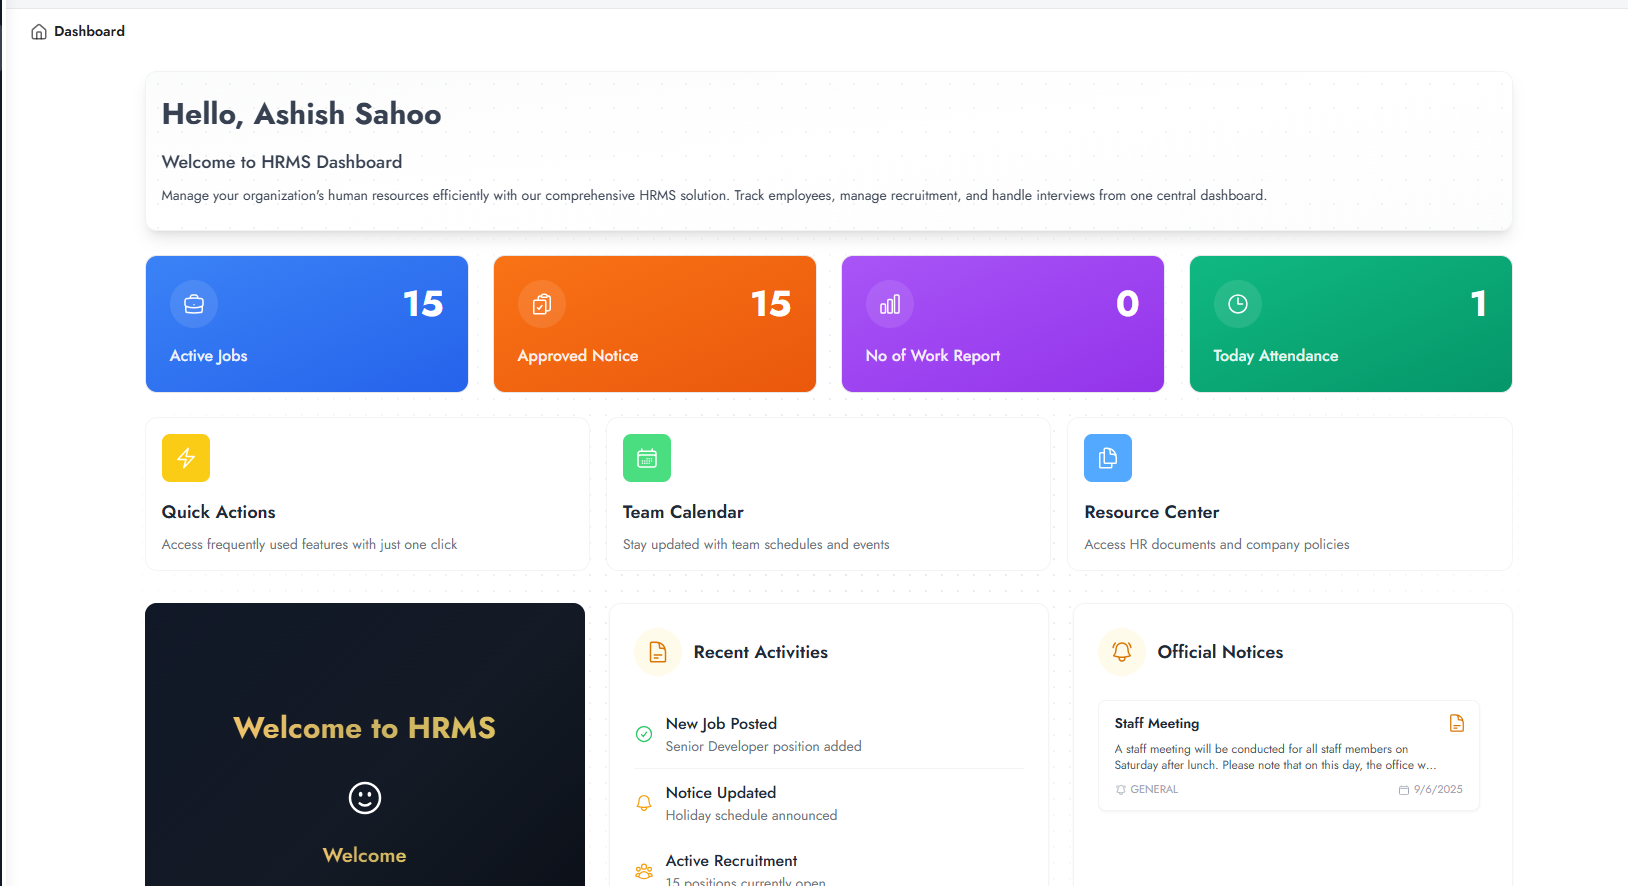 Dashboard
Hello, Ashish Sahoo
Welcome to HRMS Dashboard
Manage your organization's human resources efficiently with our comprehensive HRMS solution. Track employees, manage recruitment, and handle interviews from one central dashboard.
15
Active Jobs
15
Approved Notice
0
No of Work Report
1
Today Attendance
Quick Actions
Access frequently used features with just one click
Team Calendar
Stay updated with team schedules and events
Resource Center
Access HR documents and company policies
Welcome to HRMS
Welcome
Recent Activities
New Job Posted
Senior Developer position added
Notice Updated
Holiday schedule announced
Active Recruitment
15 positions currently open
Official Notices
Staff Meeting
A staff meeting will be conducted for all staff members on
Saturday after lunch. Please note that on this day, the office w...
GENERAL
9/6/2025